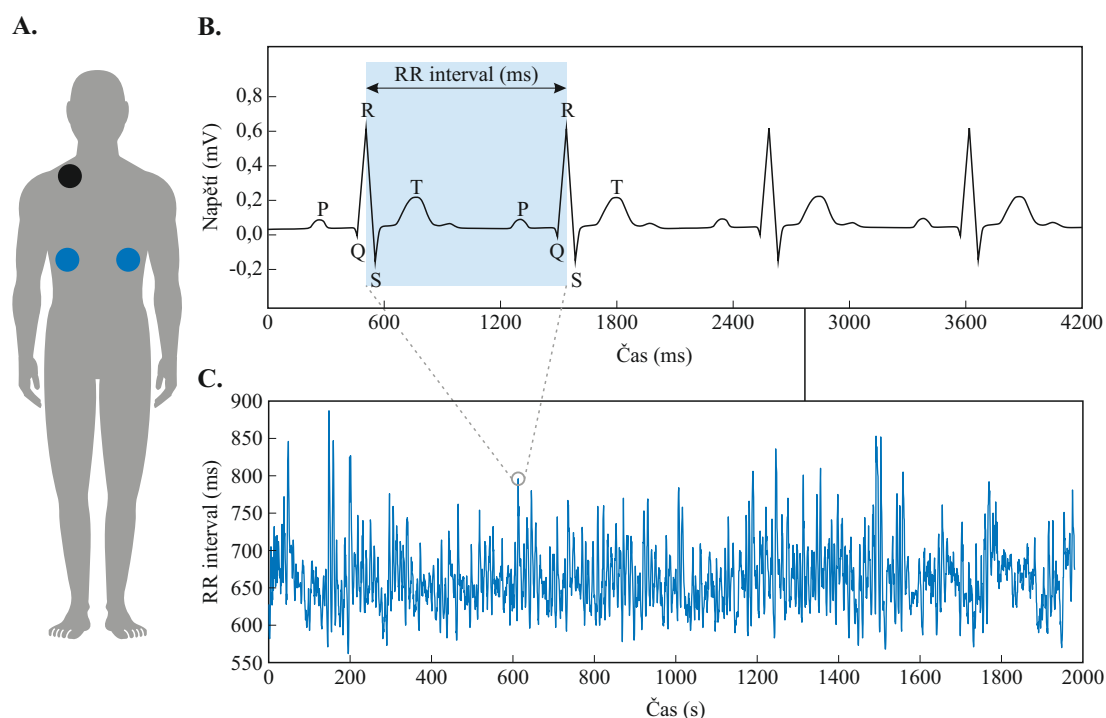 A.
B.
RR interval (ms)
R R
0,8
0,6
0,4
0,2
0,0
-0,2
Napětí (mV)
P T P T
Q Q
S S
0 600 1200 1800 2400 3000 3600 4200
Čas (ms)
C.
900
850
800
750
700
650
600
550
RR interval (ms)
0 200 400 600 800 1000 1200 1400 1600 1800 2000
Čas (s)